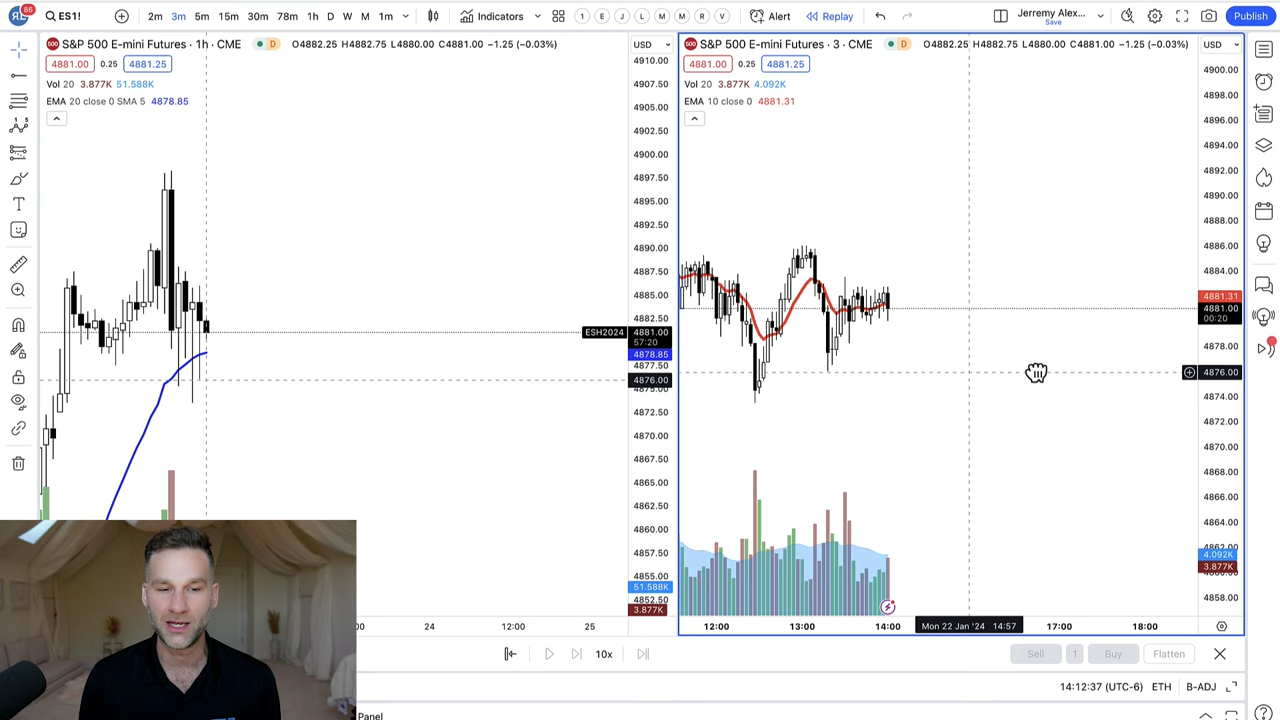 86
ES1!
2m 3m 5m 15m 30m 78m 1h D W M 1m
Indicators
1 E J L M M R V
Alert
Replay
Jerremy Alex...
Save
Publish
S&P 500 E-mini Futures · 1h · CME D O4882.25 H4882.75 L4880.00 C4881.00 −1.25 (−0.03%)
4881.00 0.25 4881.25
Vol 20 3.877K 51.588K
EMA 20 close 0 SMA 5 4878.85
USD
4910.00
4907.50
4905.00
4902.50
4900.00
4897.50
4895.00
4892.50
4890.00
4887.50
4885.00
4882.50
ESH2024 4881.00
57:20
4878.85
4877.50
4876.00
4872.50
4870.00
4867.50
4865.00
4862.50
4860.00
4857.50
4855.00
51.588K
4852.50
3.877K
24 12:00 25
500 S&P 500 E-mini Futures · 3 · CME D O4882.25 H4882.75 L4880.00 C4881.00 −1.25 (−0.03%)
4881.00 0.25 4881.25
Vol 20 3.877K 4.092K
EMA 10 close 0 4881.31
USD
4900.00
4898.00
4896.00
4894.00
4892.00
4890.00
4888.00
4886.00
4884.00
4881.31
4881.00
00:20
4878.00
4876.00
4874.00
4872.00
4870.00
4868.00
4866.00
4864.00
4862.00
4.092K
3.877K
4858.00
12:00 13:00 14:00 Mon 22 Jan '24 14:57 17:00 18:00
10x
Sell 1 Buy Flatten
14:12:37 (UTC-6) ETH B-ADJ
Panel